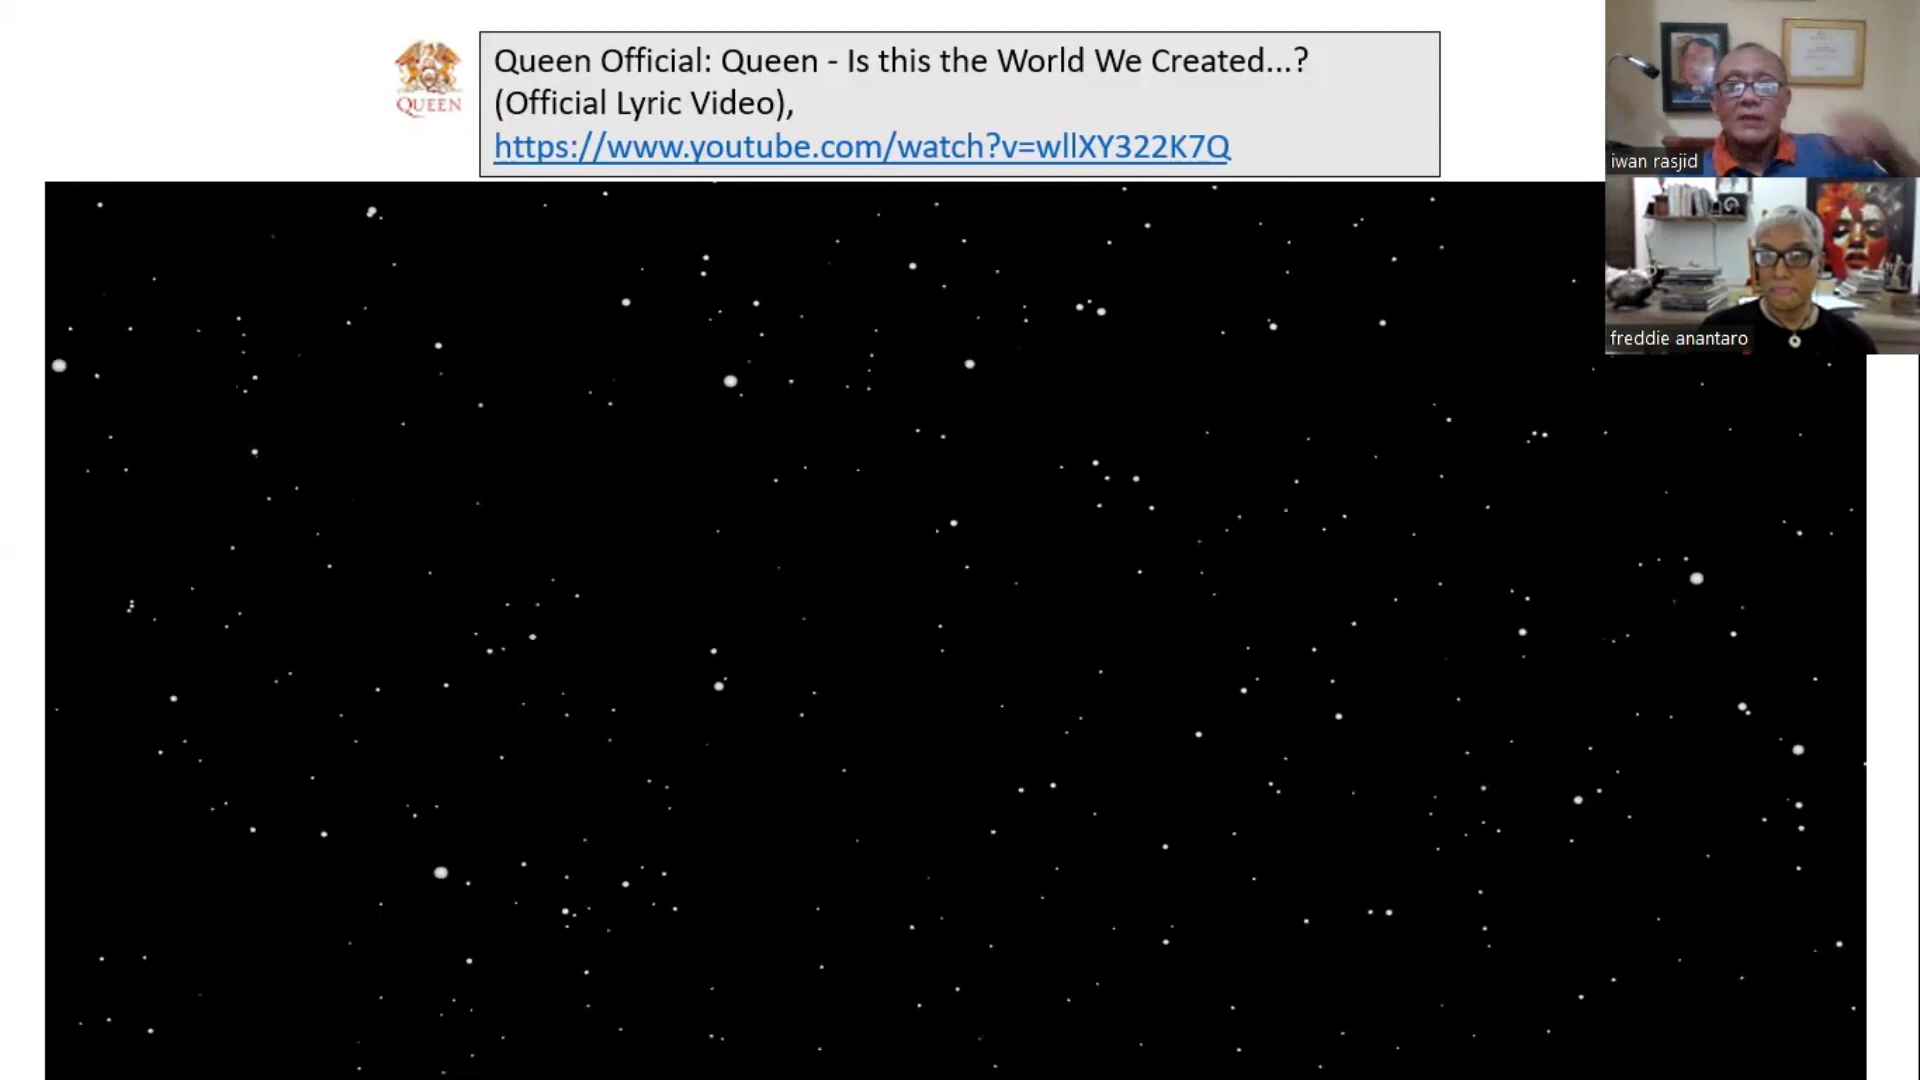 QUEEN
Queen Official: Queen - Is this the World We Created...?
(Official Lyric Video),
https://www.youtube.com/watch?v=wllXY322K7Q
iwan rasjid
freddie anantaro